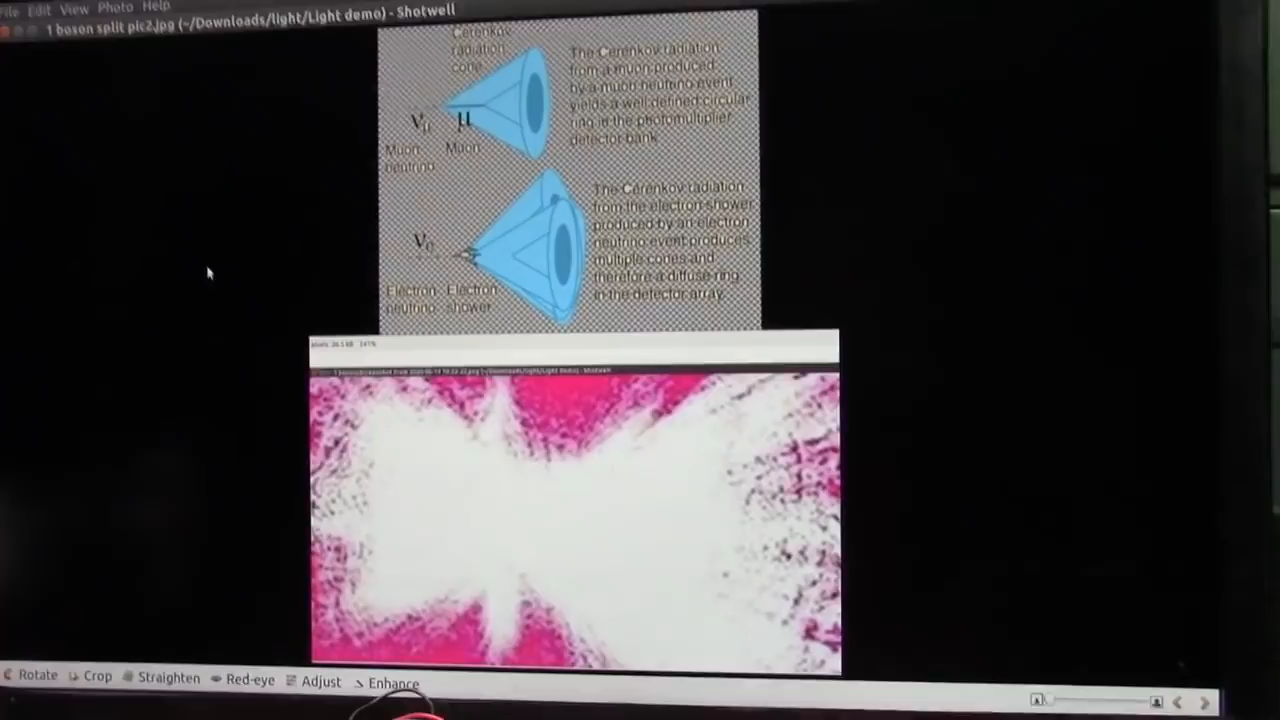 File Edit View Photo Help
1 boson split pic2.jpg (~/Downloads/light/Light demo) - Shotwell
Cerenkov
radiation
cone
The Cerenkov radiation
from a muon produced
by a muon neutrino event
yields a well defined circular
ring in the photomultiplier
detector bank.
νμ
μ
Muon
neutrino
Muon
The Cerenkov radiation
from the electron shower
produced by an electron
neutrino event produces
multiple cones and
therefore a diffuse ring
in the detector array.
νe
Electron
neutrino
Electron
shower
Rotate Crop Straighten Red-eye Adjust Enhance